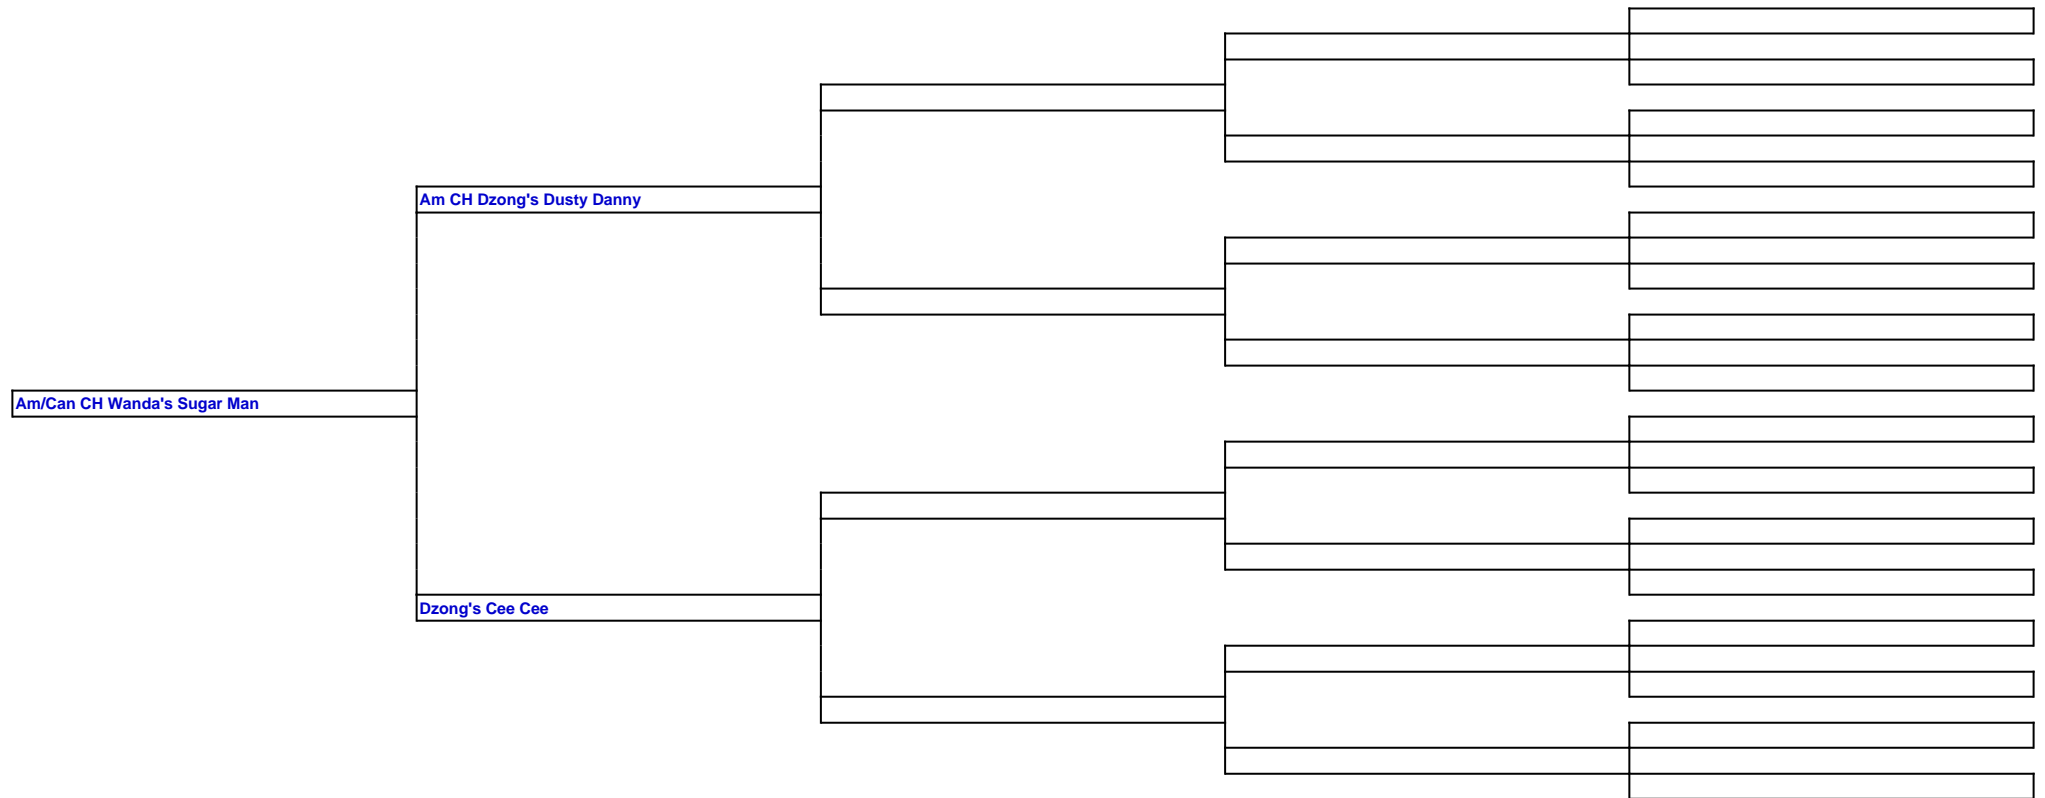 Am CH Dzong's Dusty Danny
Am/Can CH Wanda's Sugar Man
Dzong's Cee Cee